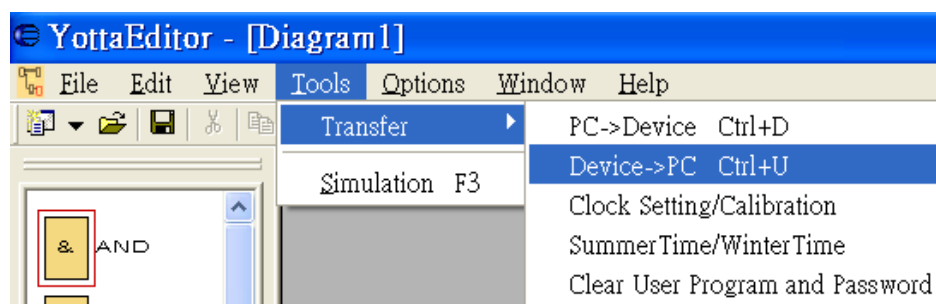 YottaEditor - [Diagram1]
File Edit View Tools Options Window Help
Transfer PC->Device Ctrl+D
Device->PC Ctrl+U
Simulation F3
Clock Setting/Calibration
& AND
SummerTime/WinterTime
Clear User Program and Password